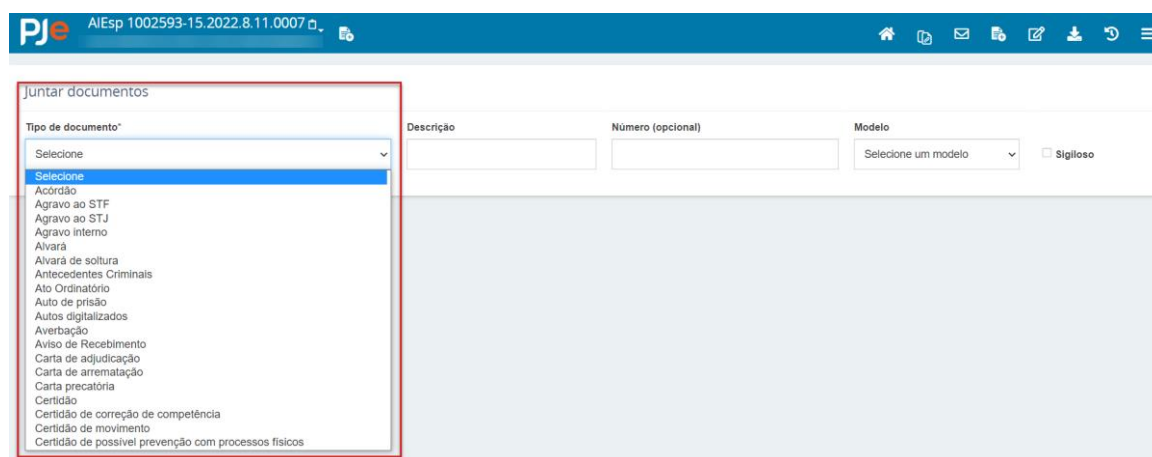 PJe
AIEsp 1002593-15.2022.8.11.0007
Juntar documentos
Tipo de documento*
Descrição
Número (opcional)
Modelo
Selecione
Selecione um modelo
Sigiloso
Selecione
Acórdão
Agravo ao STF
Agravo ao STJ
Agravo interno
Alvará
Alvará de soltura
Antecedentes Criminais
Ato Ordinatório
Auto de prisão
Autos digitalizados
Averbação
Aviso de Recebimento
Carta de adjudicação
Carta de arrematação
Carta precatória
Certidão
Certidão de correção de competência
Certidão de movimento
Certidão de possível prevenção com processos físicos